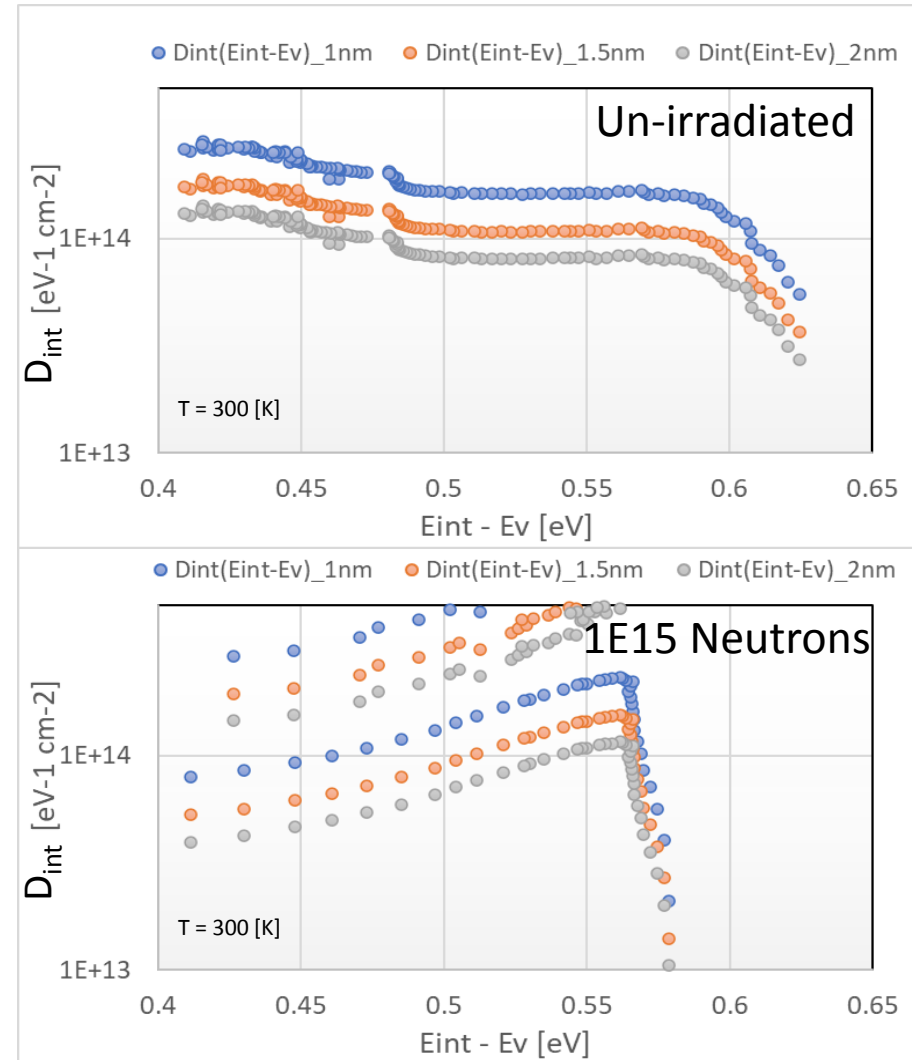 Dint(Eint-Ev)_1nm Dint(Eint-Ev)_1.5nm Dint(Eint-Ev)_2nm
Un-irradiated
1E+14
Dint [eV-1 cm-2]
T = 300 [K]
1E+13
0.4 0.45 0.5 0.55 0.6 0.65
Eint - Ev [eV]
Dint(Eint-Ev)_1nm Dint(Eint-Ev)_1.5nm Dint(Eint-Ev)_2nm
1E15 Neutrons
1E+14
Dint [eV-1 cm-2]
T = 300 [K]
1E+13
0.4 0.45 0.5 0.55 0.6 0.65
Eint - Ev [eV]